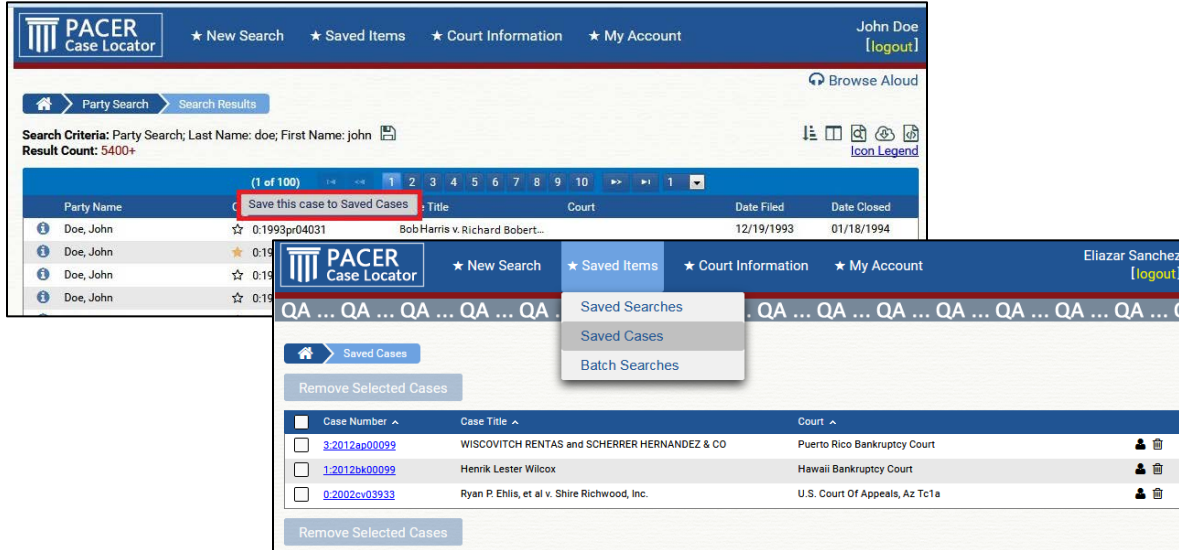 PACER
Case Locator
★ New Search ★ Saved Items ★ Court Information ★ My Account
John Doe
[logout]
Browse Aloud
Party Search Search Results
Search Criteria: Party Search; Last Name: doe; First Name: john
Result Count: 5400+
Icon Legend
(1 of 100) 1 2 3 4 5 6 7 8 9 10 1
Save this case to Saved Cases
Party Name Title Court Date Filed Date Closed
Doe, John ☆ 0:1993pr04031 Bob Harris v. Richard Bobert... 12/19/1993 01/18/1994
Doe, John ★ 0:19
Doe, John ☆ 0:19
Doe, John ☆ 0:19
PACER
Case Locator
★ New Search ★ Saved Items ★ Court Information ★ My Account
Eliazar Sanchez
[logout]
QA ... QA ... QA ... QA ... QA ... QA ... QA ... QA ... QA ... QA ...
Saved Searches
Saved Cases
Batch Searches
Saved Cases
Remove Selected Cases
Case Number Case Title Court
3:2012ap00099 WISCOVITCH RENTAS and SCHERRER HERNANDEZ & CO Puerto Rico Bankruptcy Court
1:2012bk00099 Henrik Lester Wilcox Hawaii Bankruptcy Court
0:2002cv03933 Ryan P. Ehlis, et al v. Shire Richwood, Inc. U.S. Court Of Appeals, Az Tc1a
Remove Selected Cases